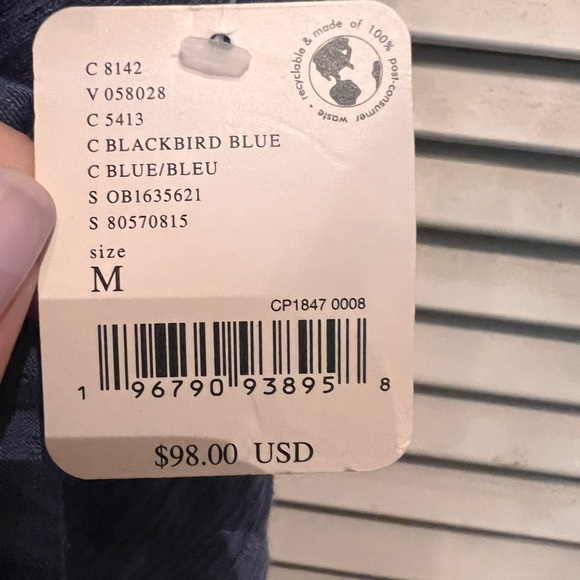 recyclable & made of 100% post-consumer waste •
C 8142
V 058028
C 5413
C BLACKBIRD BLUE
C BLUE/BLEU
S OB1635621
S 80570815
size
M
CP1847 0008
1 96790 93895 8
$98.00 USD